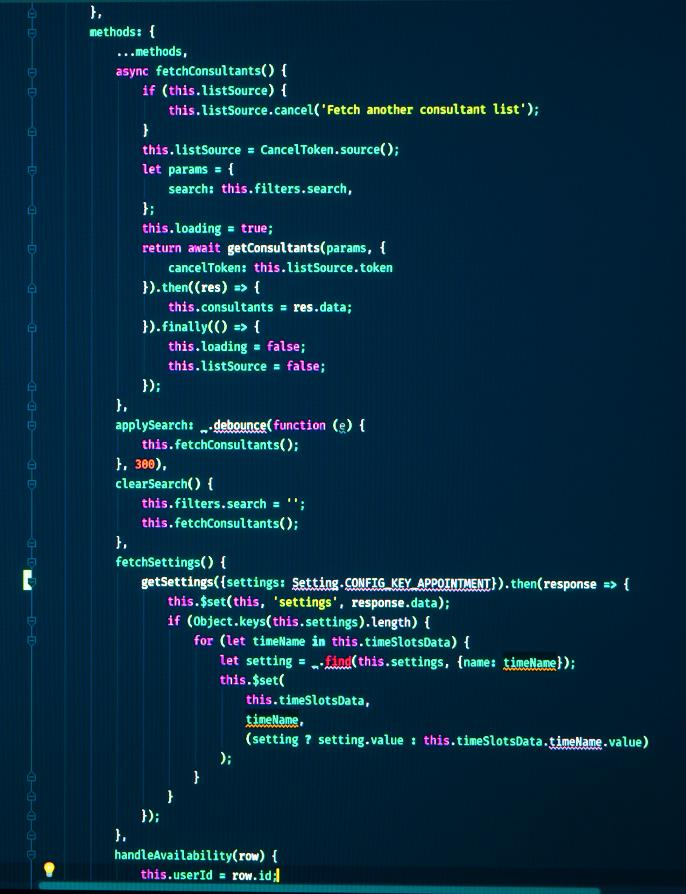 },
methods: {
...methods,
async fetchConsultants() {
if (this.listSource) {
this.listSource.cancel('Fetch another consultant list');
}
this.listSource = CancelToken.source();
let params = {
search: this.filters.search,
};
this.loading = true;
return await getConsultants(params, {
cancelToken: this.listSource.token
}).then((res) => {
this.consultants = res.data;
}).finally(() => {
this.loading = false;
this.listSource = false;
});
},
applySearch: _.debounce(function (e) {
this.fetchConsultants();
}, 300),
clearSearch() {
this.filters.search = '';
this.fetchConsultants();
},
fetchSettings() {
getSettings({settings: Setting.CONFIG_KEY_APPOINTMENT}).then(response => {
this.$set(this, 'settings', response.data);
if (Object.keys(this.settings).length) {
for (let timeName in this.timeSlotsData) {
let setting = _.find(this.settings, {name: timeName});
this.$set(
this.timeSlotsData,
timeName,
(setting ? setting.value : this.timeSlotsData.timeName.value)
);
}
}
});
},
handleAvailability(row) {
this.userId = row.id;